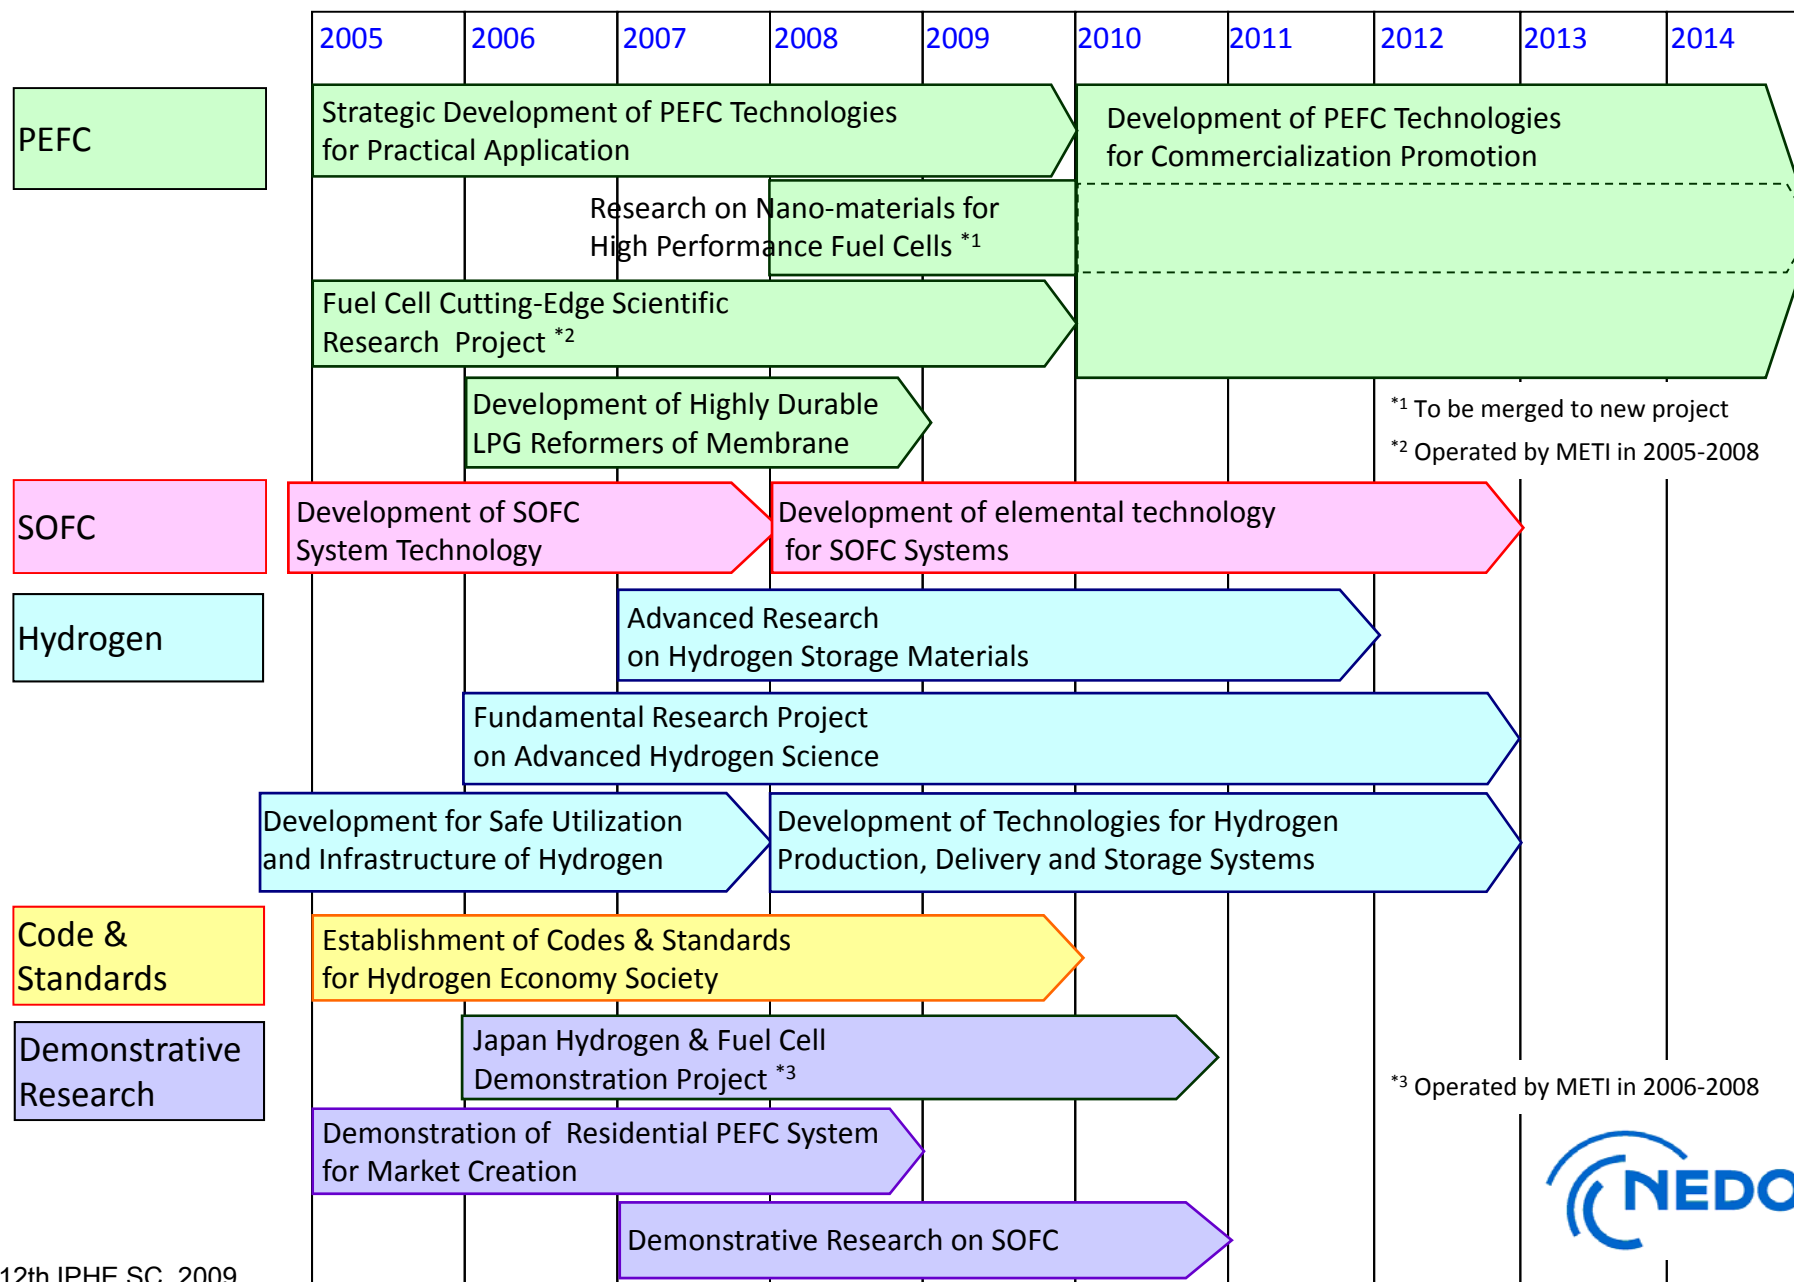 2005 2006 2007 2008 2009 2010 2011 2012 2013 2014
PEFC
Strategic Development of PEFC Technologies
for Practical Application
Development of PEFC Technologies
for Commercialization Promotion
Research on Nano-materials for
High Performance Fuel Cells *1
Fuel Cell Cutting-Edge Scientific
Research Project *2
Development of Highly Durable
LPG Reformers of Membrane
*1 To be merged to new project
*2 Operated by METI in 2005-2008
SOFC
Development of SOFC
System Technology
Development of elemental technology
for SOFC Systems
Hydrogen
Advanced Research
on Hydrogen Storage Materials
Fundamental Research Project
on Advanced Hydrogen Science
Development for Safe Utilization
and Infrastructure of Hydrogen
Development of Technologies for Hydrogen
Production, Delivery and Storage Systems
Code &
Standards
Establishment of Codes & Standards
for Hydrogen Economy Society
Demonstrative
Research
Japan Hydrogen & Fuel Cell
Demonstration Project *3
*3 Operated by METI in 2006-2008
Demonstration of Residential PEFC System
for Market Creation
Demonstrative Research on SOFC
NEDO
12th IPHE SC, 2009